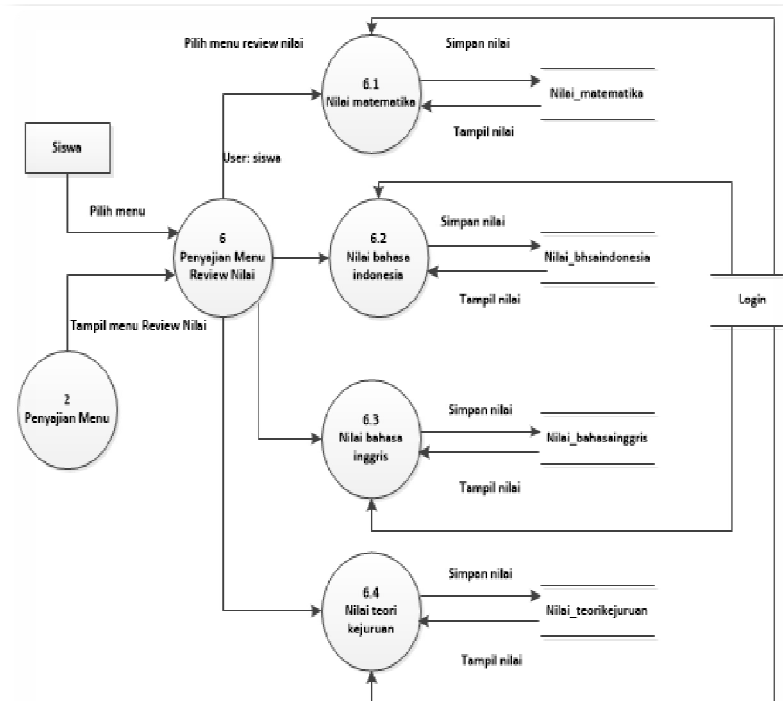 Pilih menu review nilai
Simpan nilai
6.1
Nilai matematika
Nilai_matematika
Tampil nilai
Siswa
User: siswa
Pilih menu
6
Penyajian Menu
Review Nilai
Simpan nilai
6.2
Nilai bahasa
indonesia
Nilai_bhsaindonesia
Tampil nilai
Login
Tampil menu Review Nilai
2
Penyajian Menu
Simpan nilai
6.3
Nilai bahasa
inggris
Nilai_bahasainggris
Tampil nilai
Simpan nilai
6.4
Nilai teori
kejuruan
Nilai_teorikejuruan
Tampil nilai